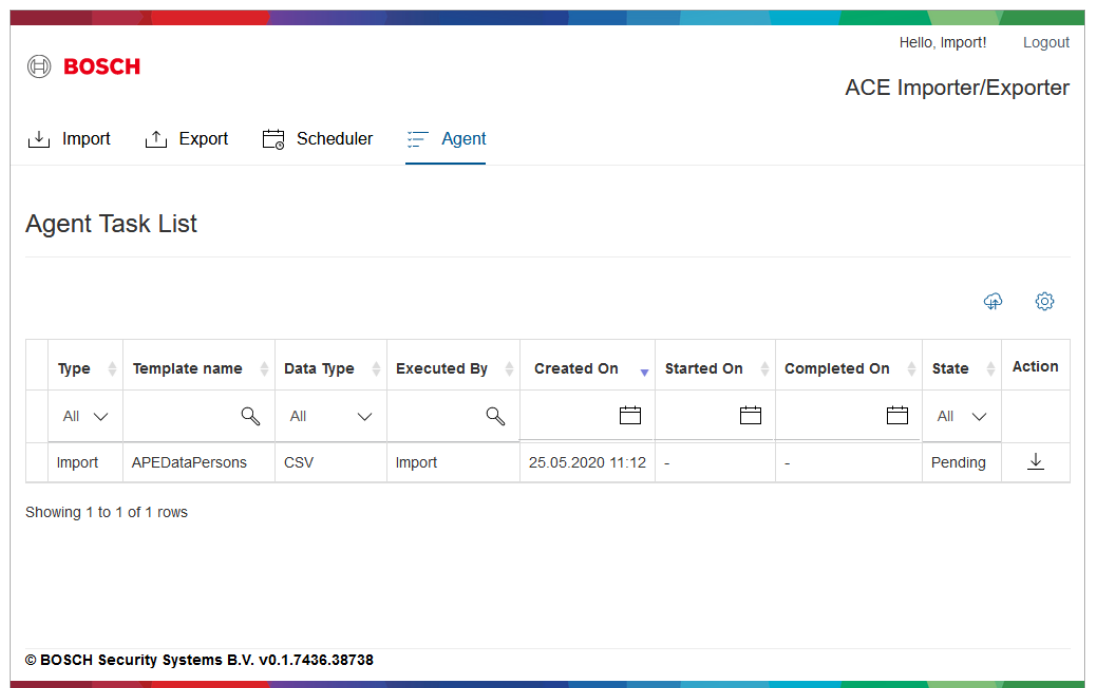 Hello, Import! Logout
BOSCH
ACE Importer/Exporter
Import Export Scheduler Agent
Agent Task List
Type Template name Data Type Executed By Created On Started On Completed On State Action
All All All
Import APEDataPersons CSV Import 25.05.2020 11:12 - - Pending
Showing 1 to 1 of 1 rows
© BOSCH Security Systems B.V. v0.1.7436.38738